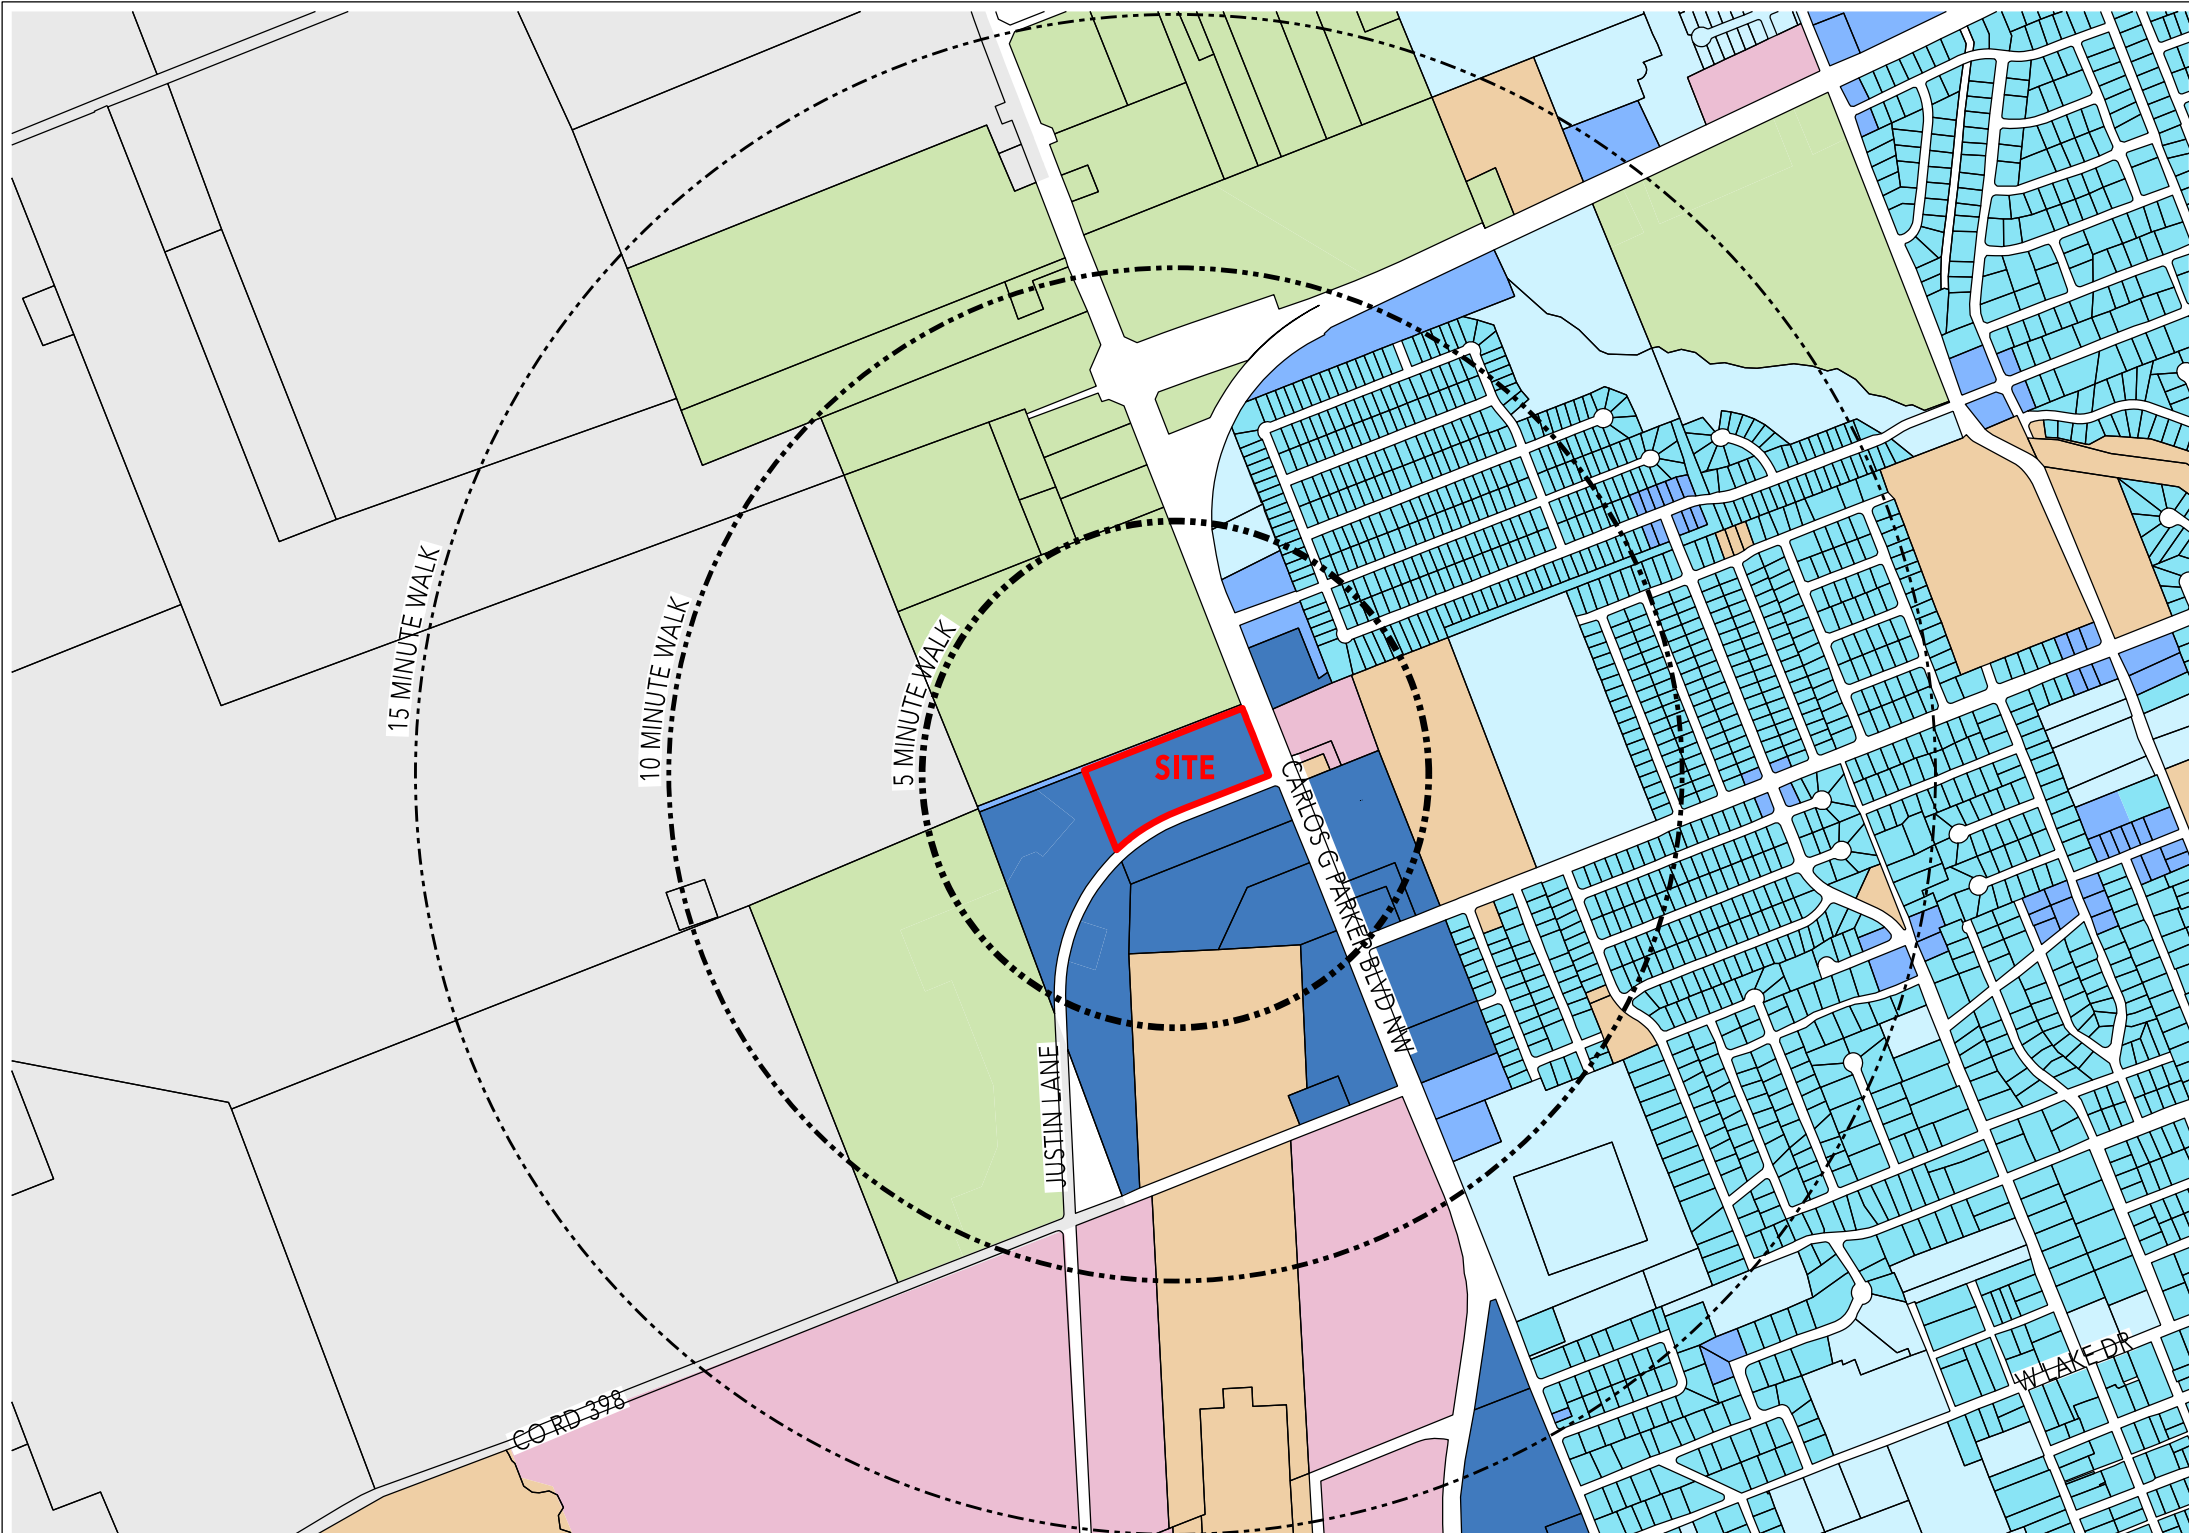 15 MINUTE WALK
10 MINUTE WALK
5 MINUTE WALK
SITE
CARLOS G PARKER BLVD NW
JUSTIN LANE
W LAKE DR
CO RD 398